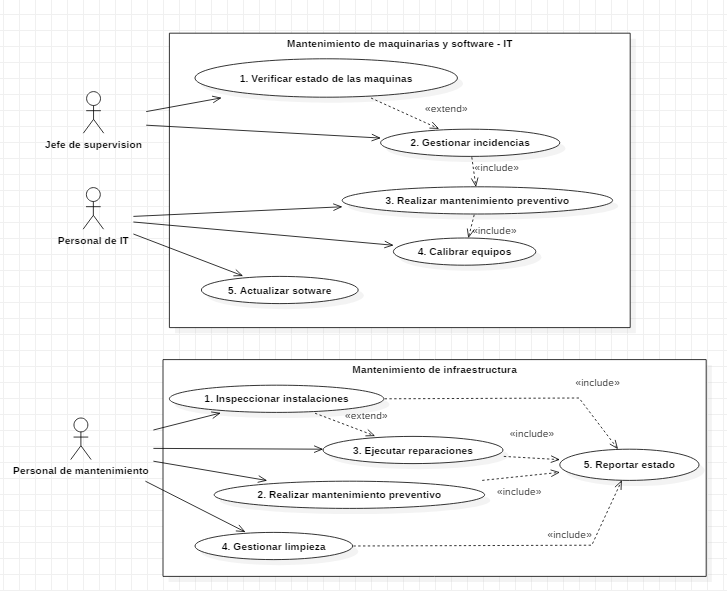 Mantenimiento de maquinarias y software - IT
1. Verificar estado de las maquinas
«extend»
Jefe de supervision
2. Gestionar incidencias
«include»
3. Realizar mantenimiento preventivo
Personal de IT
«include»
4. Calibrar equipos
5. Actualizar sotware
Mantenimiento de infraestructura
«include»
1. Inspeccionar instalaciones
«extend»
«include»
3. Ejecutar reparaciones
5. Reportar estado
Personal de mantenimiento
«include»
2. Realizar mantenimiento preventivo
«include»
4. Gestionar limpieza